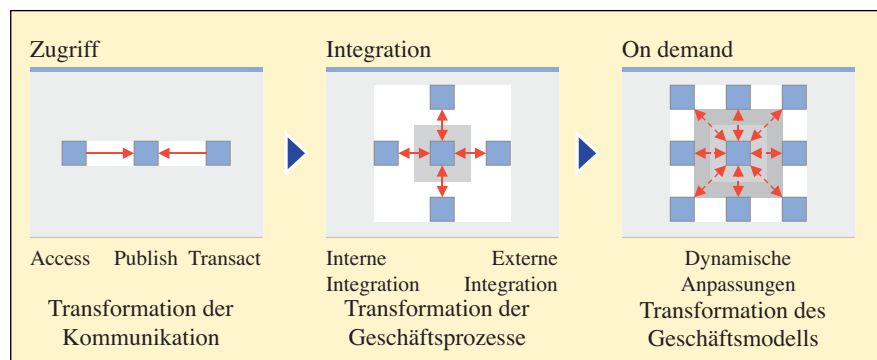 Zugriff
Access Publish Transact
Transformation der
Kommunikation
Integration
Interne Externe
Integration Integration
Transformation der
Geschäftsprozesse
On demand
Dynamische
Anpassungen
Transformation des
Geschäftsmodells